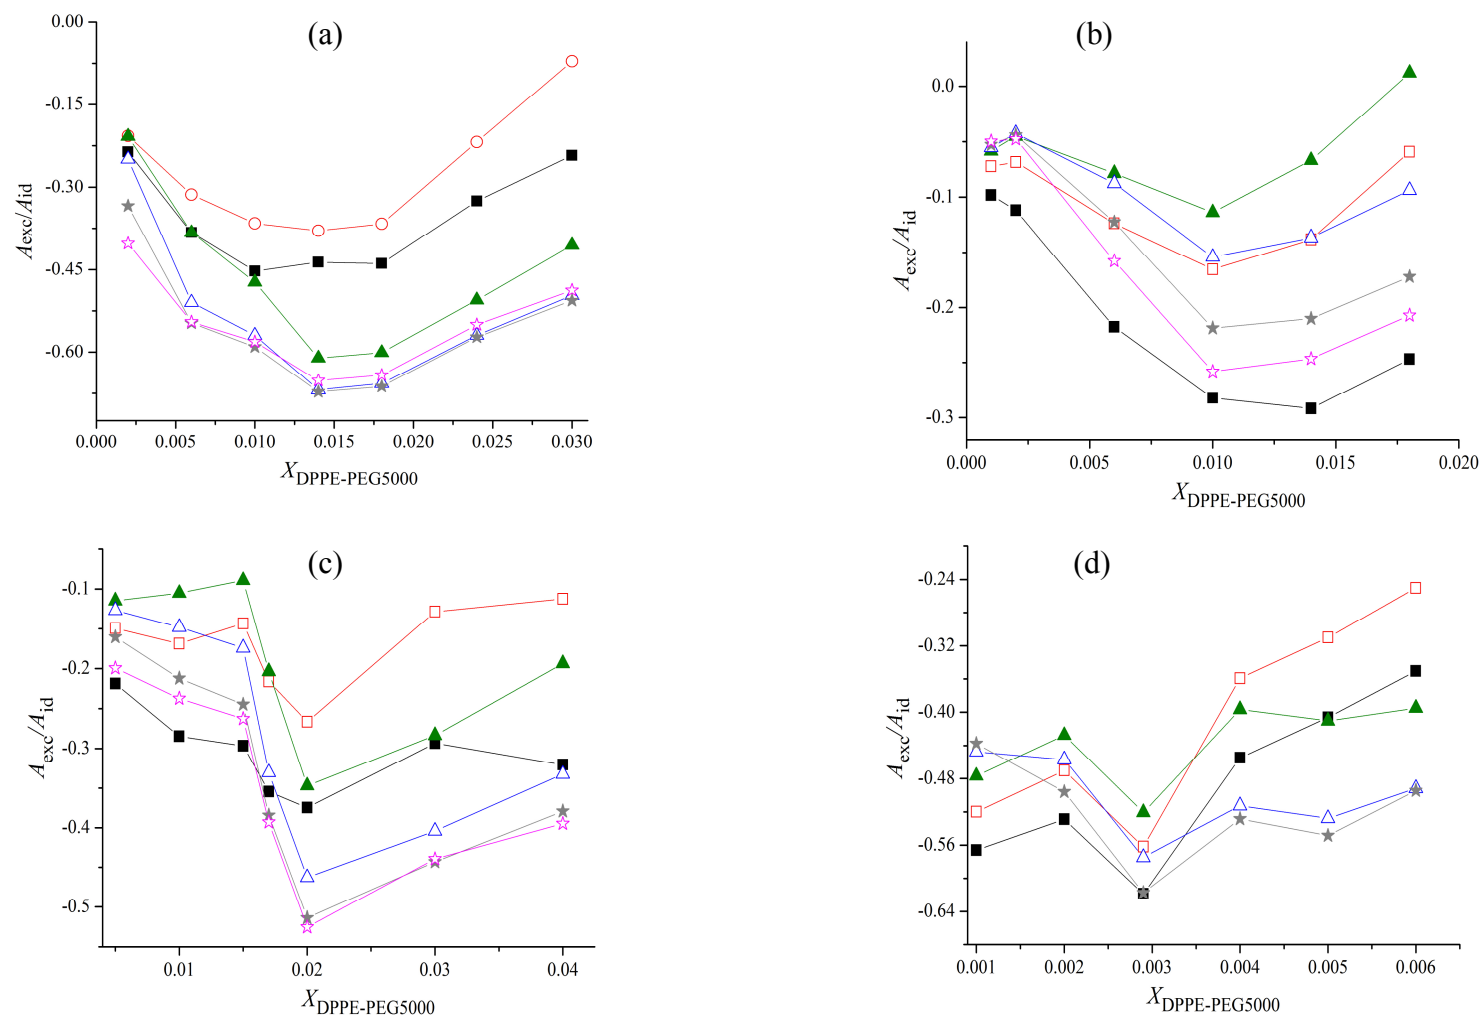 (a)
0.00
-0.15
-0.30
-0.45
-0.60
Aexc/Aid
0.000 0.005 0.010 0.015 0.020 0.025 0.030
XDPPE-PEG5000
(b)
0.0
-0.1
-0.2
-0.3
Aexc/Aid
0.000 0.005 0.010 0.015 0.020
XDPPE-PEG5000
(c)
-0.1
-0.2
-0.3
-0.4
-0.5
Aexc/Aid
0.01 0.02 0.03 0.04
XDPPE-PEG5000
(d)
-0.24
-0.32
-0.40
-0.48
-0.56
-0.64
Aexc/Aid
0.001 0.002 0.003 0.004 0.005 0.006
XDPPE-PEG5000